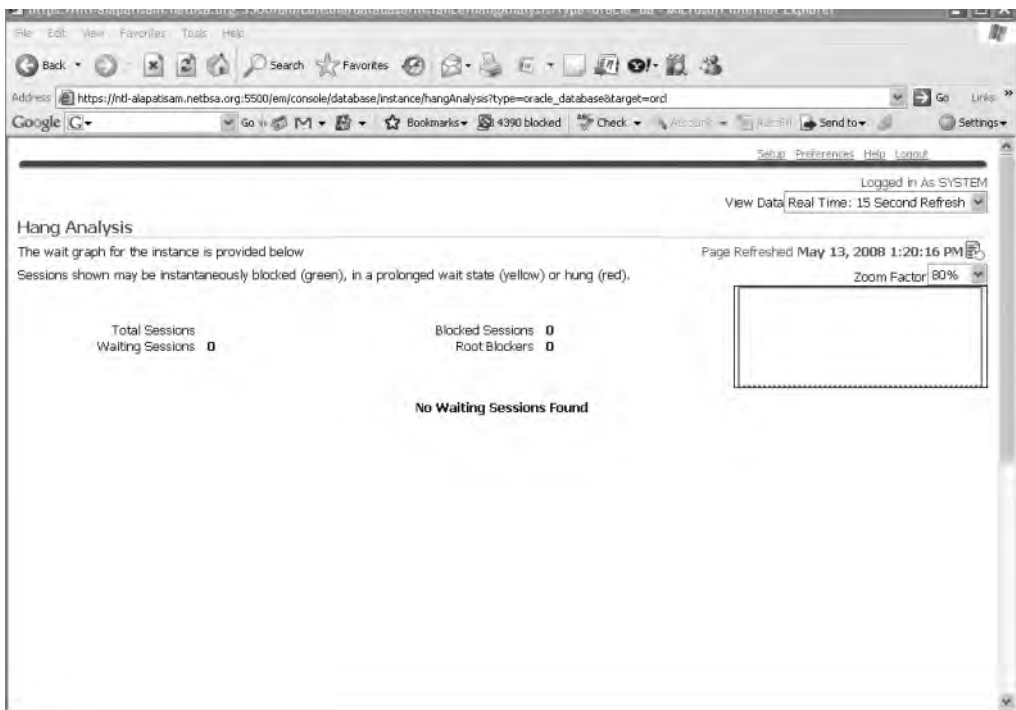 File Edit View Favorites Tools Help
Back Search Favorites
Address https://ntl-alapatisam.netbsa.org:5500/em/console/database/instance/hangAnalysis?type=oracle_database&target=orcl Go Links »
Google G Go M Bookmarks 4390 blocked Check AutoLink AutoFill Send to Settings
Setup Preferences Help Logout
Logged in As SYSTEM
View Data Real Time: 15 Second Refresh
Hang Analysis
The wait graph for the instance is provided below
Page Refreshed May 13, 2008 1:20:16 PM
Sessions shown may be instantaneously blocked (green), in a prolonged wait state (yellow) or hung (red).
Zoom Factor 80%
Total Sessions
Blocked Sessions 0
Waiting Sessions 0
Root Blockers 0
No Waiting Sessions Found